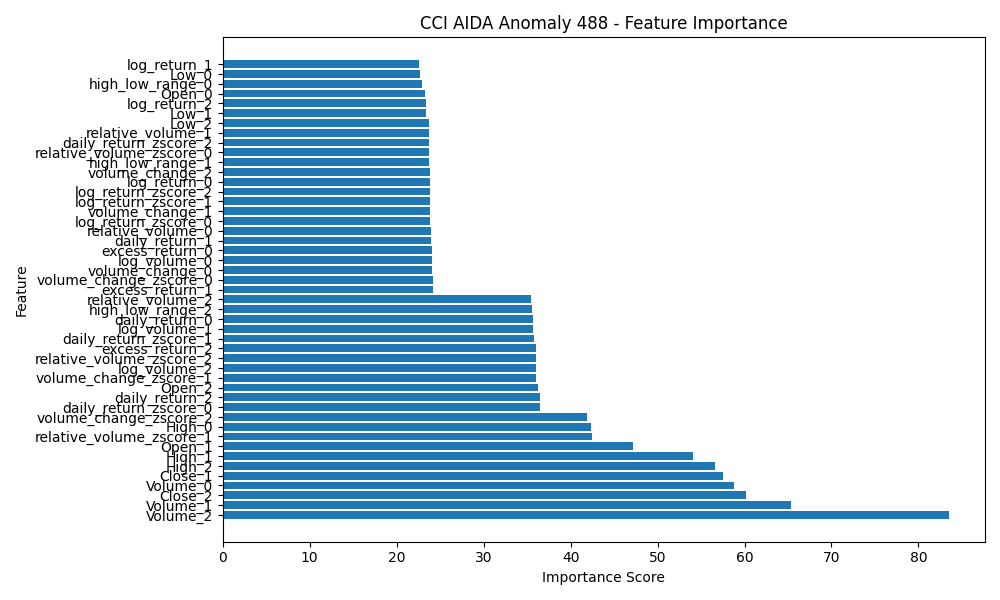 CCI AIDA Anomaly 488 - Feature Importance
log_return_1
Low_0
high_low_range_0
Open_0
log_return_2
Low_1
Low_2
relative_volume_1
daily_return_zscore_2
relative_volume_zscore_0
high_low_range_1
volume_change_2
log_return_0
log_return_zscore_2
log_return_zscore_1
volume_change_1
log_return_zscore_0
relative_volume_0
daily_return_1
excess_return_0
log_volume_0
volume_change_0
volume_change_zscore_0
excess_return_1
relative_volume_2
high_low_range_2
daily_return_0
log_volume_1
daily_return_zscore_1
excess_return_2
relative_volume_zscore_2
log_volume_2
volume_change_zscore_1
Open_2
daily_return_2
daily_return_zscore_0
volume_change_zscore_2
High_0
relative_volume_zscore_1
Open_1
High_1
High_2
Close_1
Volume_0
Close_2
Volume_1
Volume_2
Feature
0 10 20 30 40 50 60 70 80
Importance Score